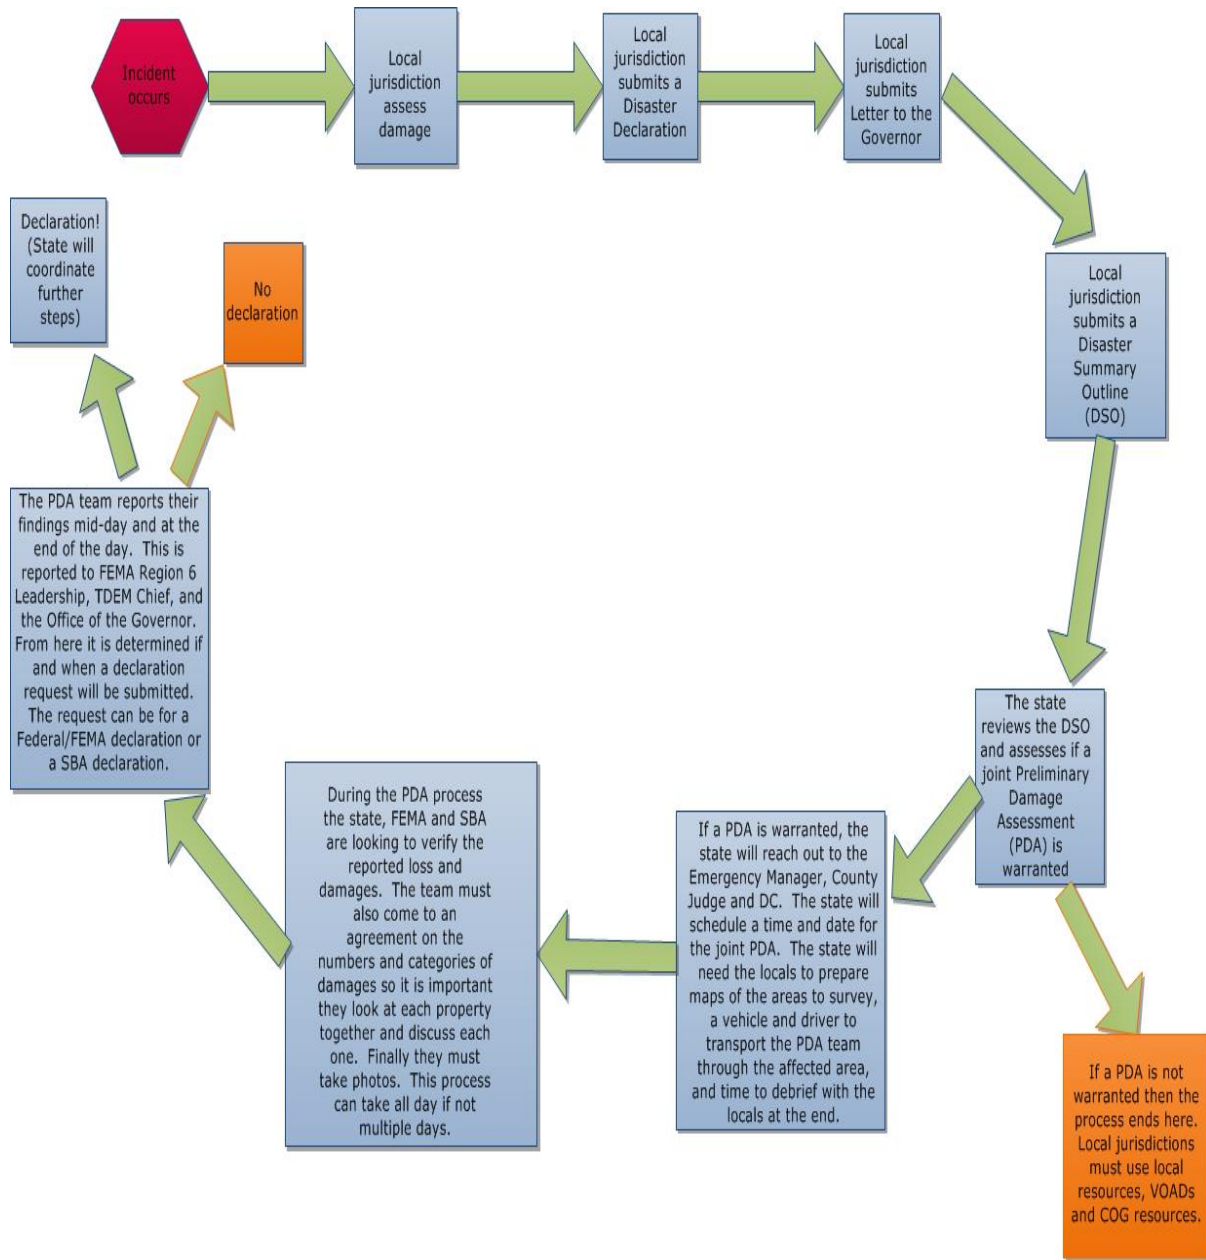 Incident
occurs
Local
jurisdiction
assess
damage
Local
jurisdiction
submits a
Disaster
Declaration
Local
jurisdiction
submits
Letter to the
Governor
Local
jurisdiction
submits a
Disaster
Summary
Outline
(DSO)
The state
reviews the DSO
and assesses if a
joint Preliminary
Damage
Assessment
(PDA) is
warranted
If a PDA is not
warranted then the
process ends here.
Local jurisdictions
must use local
resources, VOADs
and COG resources.
If a PDA is warranted, the
state will reach out to the
Emergency Manager, County
Judge and DC.  The state will
schedule a time and date for
the joint PDA.  The state will
need the locals to prepare
maps of the areas to survey,
a vehicle and driver to
transport the PDA team
through the affected area,
and time to debrief with the
locals at the end.
During the PDA process
the state, FEMA and SBA
are looking to verify the
reported loss and
damages.  The team must
also come to an
agreement on the
numbers and categories of
damages so it is important
they look at each property
together and discuss each
one.  Finally they must
take photos.  This process
can take all day if not
multiple days.
The PDA team reports their
findings mid-day and at the
end of the day.  This is
reported to FEMA Region 6
Leadership, TDEM Chief, and
the Office of the Governor.
From here it is determined if
and when a declaration
request will be submitted.
The request can be for a
Federal/FEMA declaration or
a SBA declaration.
Declaration!
(State will
coordinate
further
steps)
No
declaration